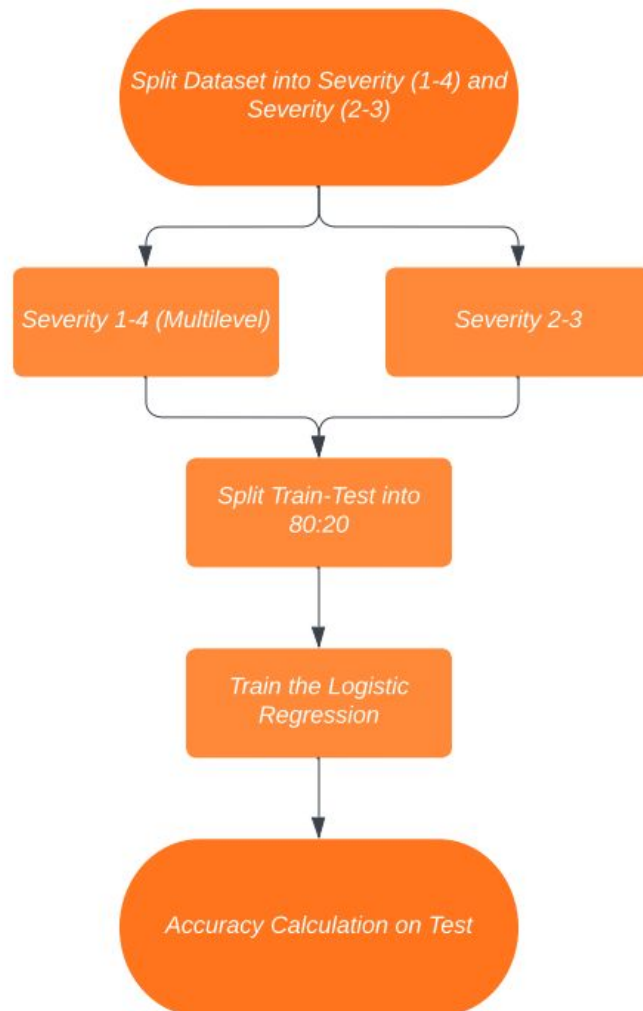 Split Dataset into Severity (1-4) and
Severity (2-3)
Severity 1-4 (Multilevel)
Severity 2-3
Split Train-Test into
80:20
Train the Logistic
Regression
Accuracy Calculation on Test